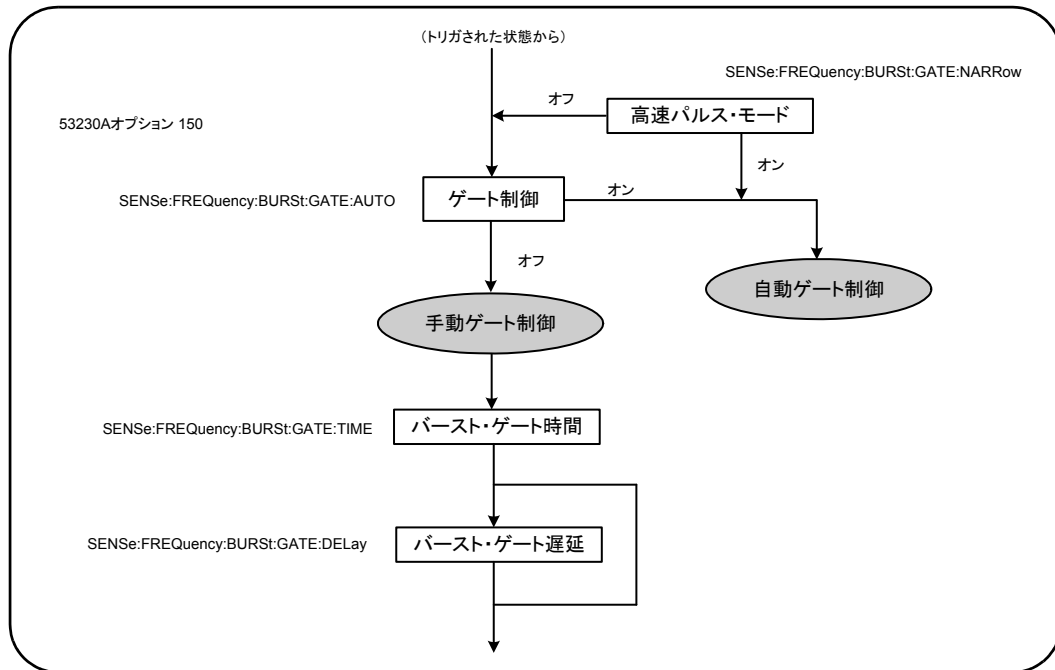 （トリガされた状態から）
SENSe:FREQuency:BURSt:GATE:NARRow
オフ
高速パルス・モード
53230Aオプション 150
オン
SENSe:FREQuency:BURSt:GATE:AUTO
ゲート制御
オン
オフ
自動ゲート制御
手動ゲート制御
SENSe:FREQuency:BURSt:GATE:TIME
バースト・ゲート時間
SENSe:FREQuency:BURSt:GATE:DELay
バースト・ゲート遅延